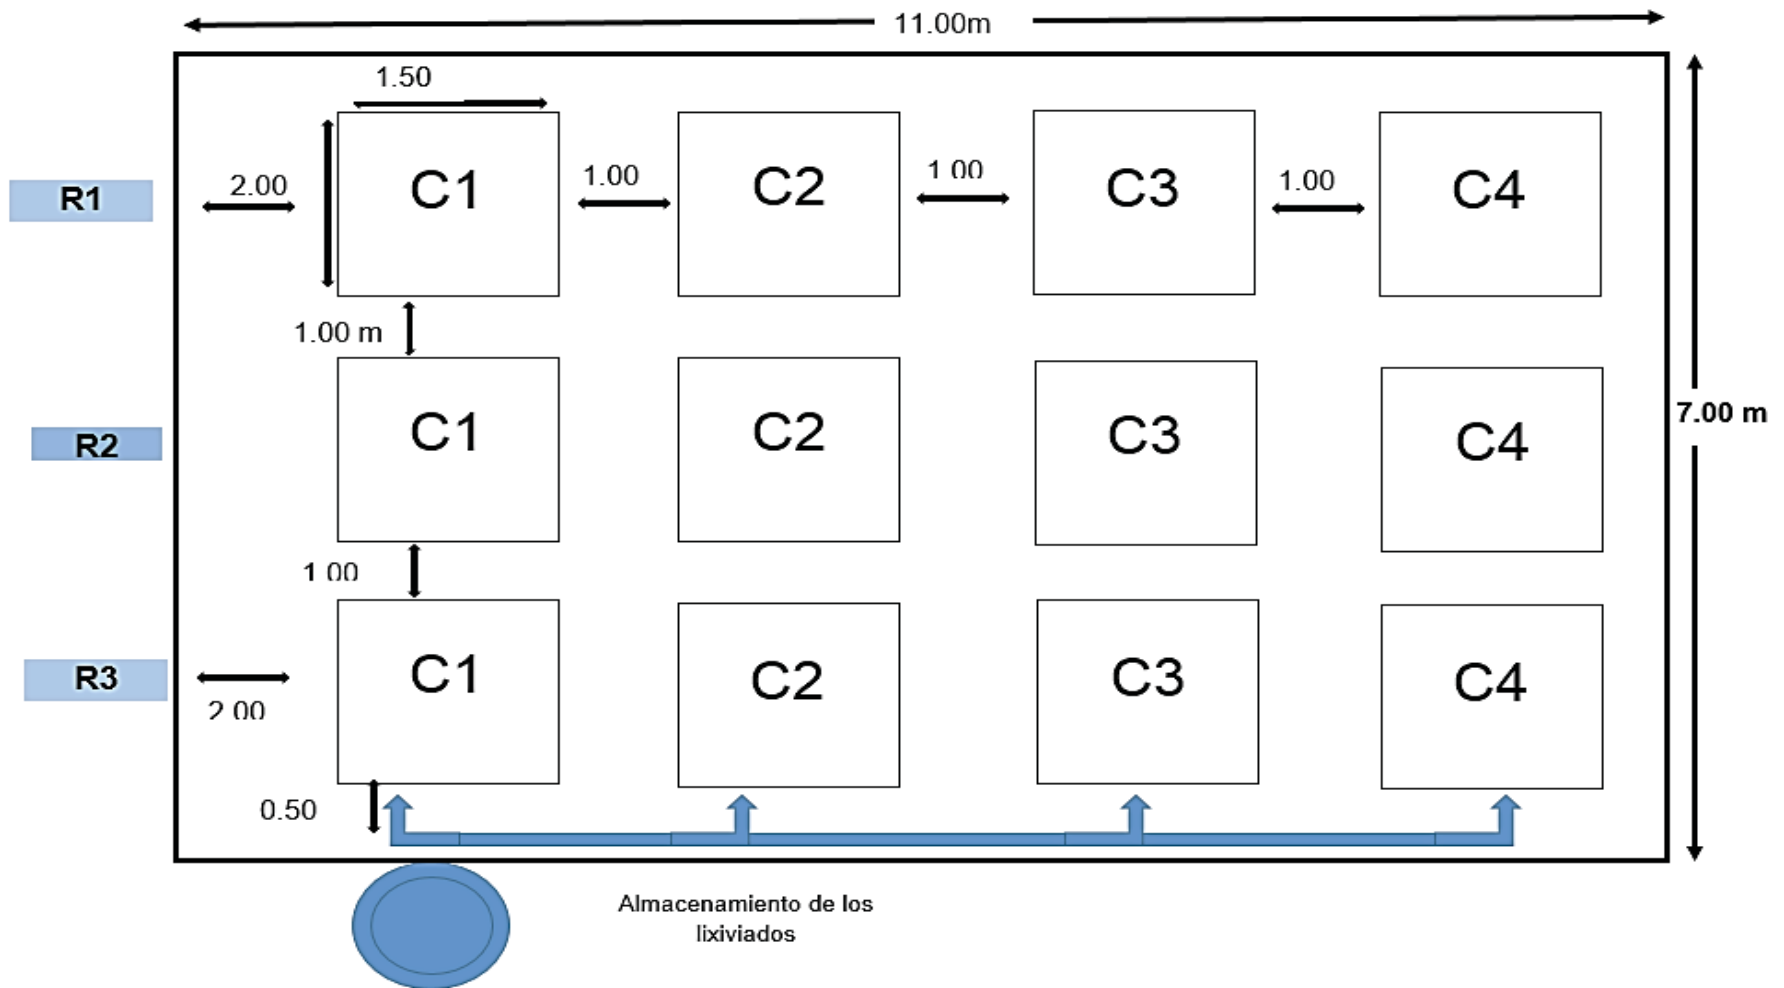 11.00m
1.50
R1
2.00
C1
1.00
C2
1.00
C3
1.00
C4
1.00 m
R2
C1
C2
C3
C4
7.00 m
1 00
R3
2 00
C1
C2
C3
C4
0.50
Almacenamiento de los
lixiviados